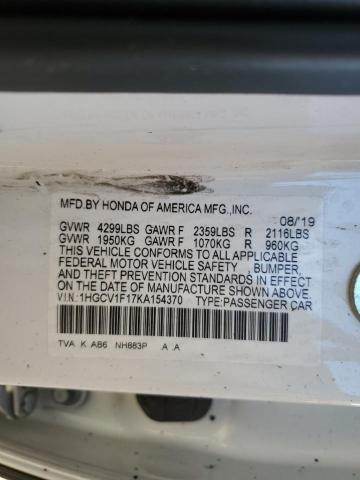 MFD BY HONDA OF AMERICA MFG.,INC.
08/'19
GVWR 4299LBS GAWR F 2359LBS R 2116LBS
GVWR 1950KG GAWR F 1070KG R 960KG
THIS VEHICLE CONFORMS TO ALL APPLICABLE
FEDERAL MOTOR VEHICLE SAFETY , BUMPER,
AND THEFT PREVENTION STANDARDS IN
EFFECT ON THE DATE OF MANUFACTURE
SHOWN ABOVE.
V.I.N:1HGCV1F17KA154370 TYPE:PASSENGER CAR
TVA K AB6 NH883P A A